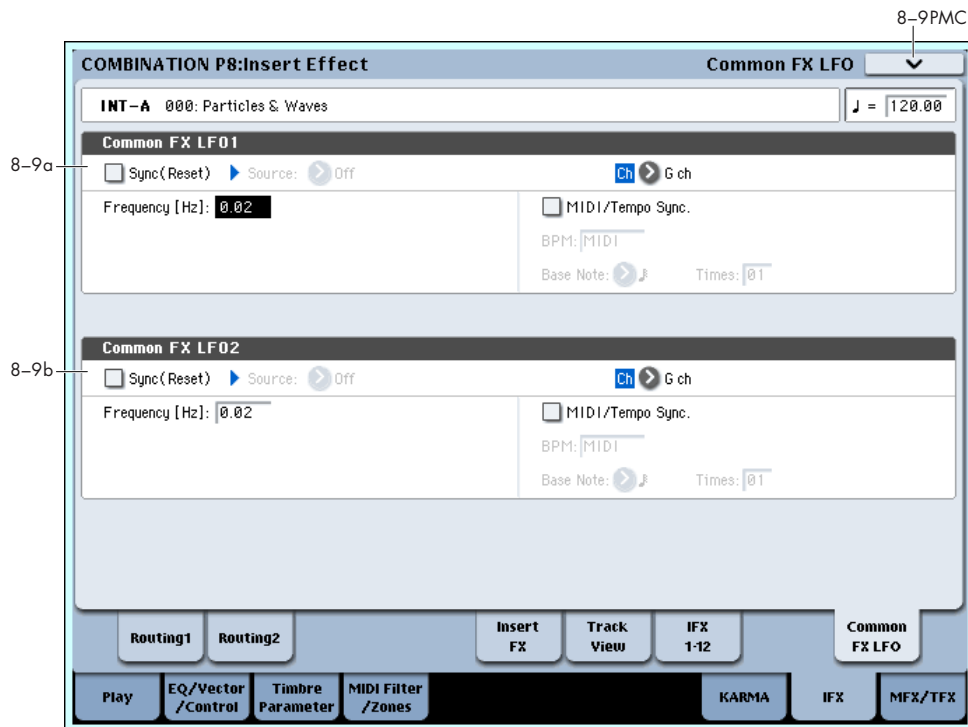 8–9PMC
COMBINATION P8:Insert Effect Common FX LFO
INT–A 000: Particles & Waves ♩ = 120.00
Common FX LFO1
8–9a
Sync(Reset) Source: Off Ch G ch
Frequency [Hz]: 0.02 MIDI/Tempo Sync.
BPM: MIDI
Base Note: Times: 01
Common FX LFO2
8–9b
Sync(Reset) Source: Off Ch G ch
Frequency [Hz]: 0.02 MIDI/Tempo Sync.
BPM: MIDI
Base Note: Times: 01
Routing1 Routing2 Insert FX Track View IFX 1-12 Common FX LFO
Play EQ/Vector /Control Timbre Parameter MIDI Filter /Zones KARMA IFX MFX/TFX